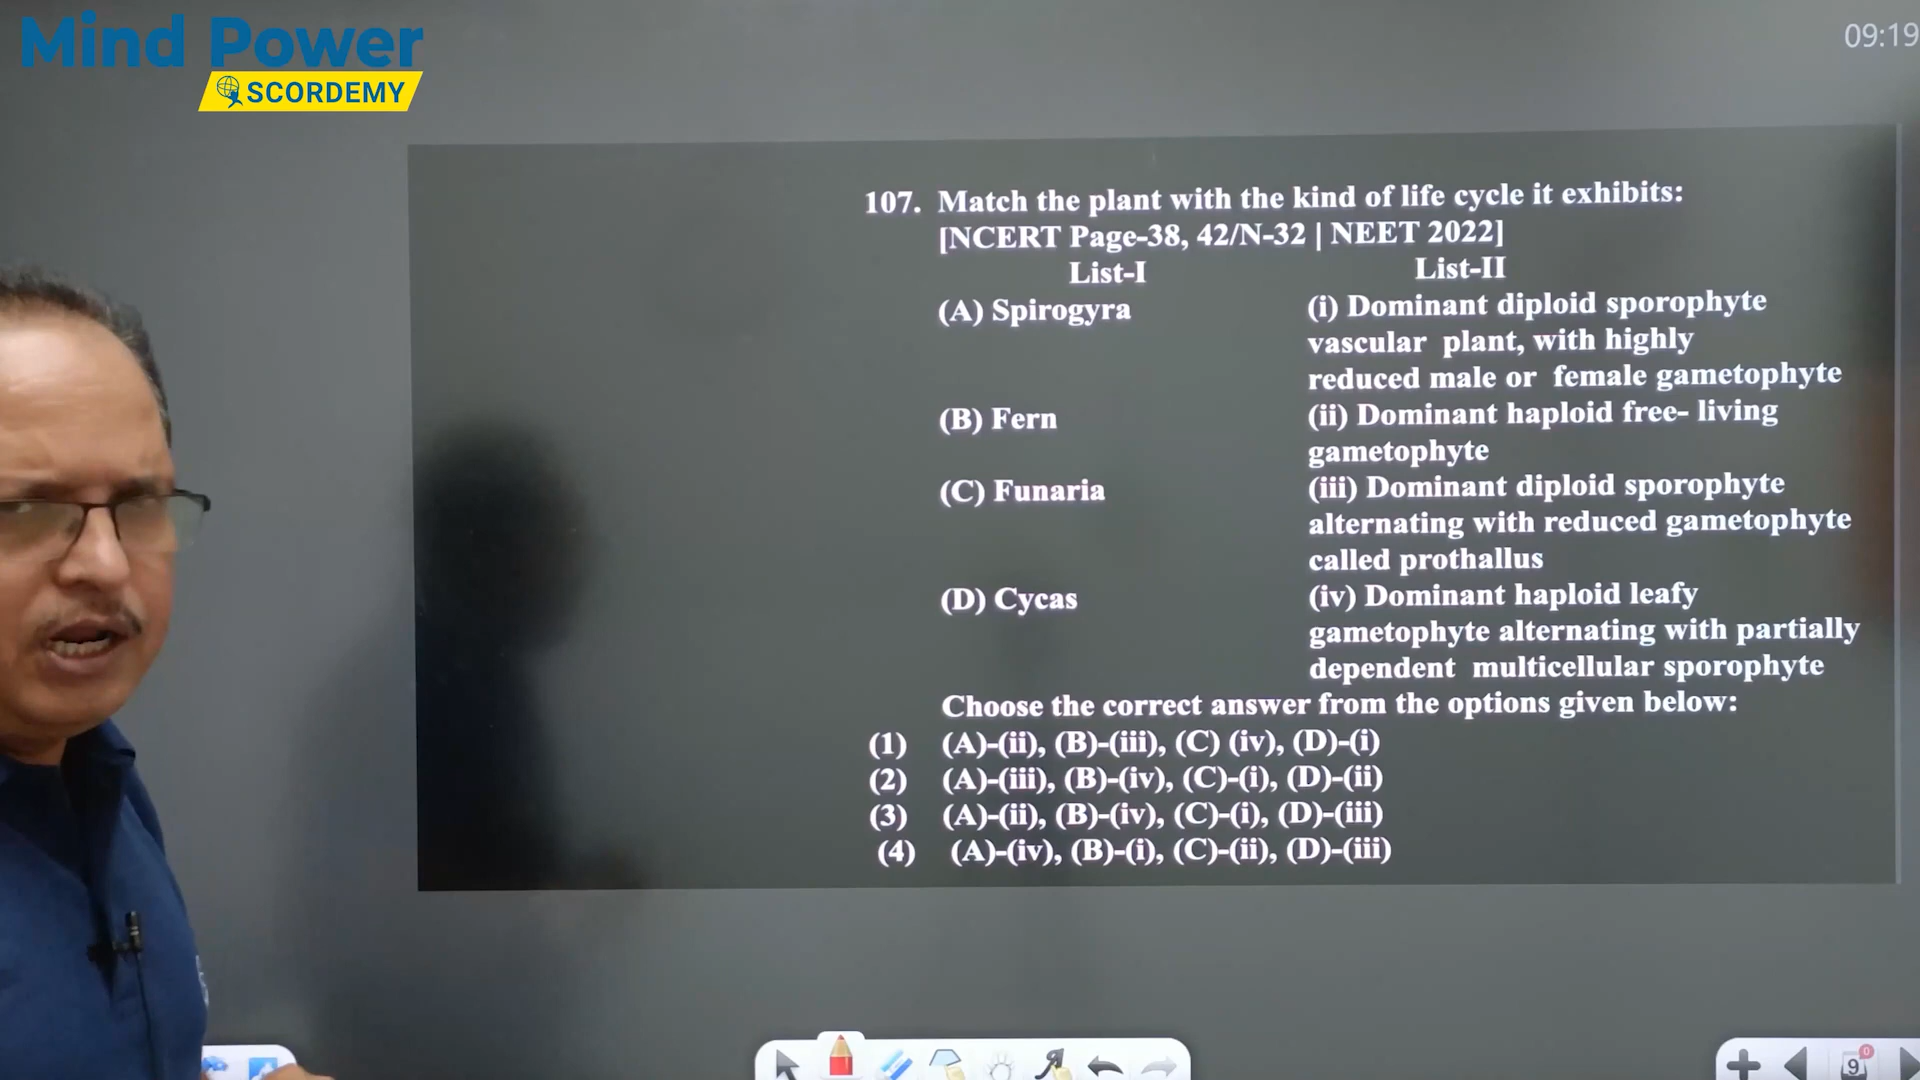 Mind Power
SCORDEMY
09:19
107. Match the plant with the kind of life cycle it exhibits:
[NCERT Page-38, 42/N-32 | NEET 2022]
List-I List-II
(A) Spirogyra (i) Dominant diploid sporophyte
vascular plant, with highly
reduced male or female gametophyte
(B) Fern (ii) Dominant haploid free- living
gametophyte
(C) Funaria (iii) Dominant diploid sporophyte
alternating with reduced gametophyte
called prothallus
(D) Cycas (iv) Dominant haploid leafy
gametophyte alternating with partially
dependent multicellular sporophyte
Choose the correct answer from the options given below:
(1) (A)-(ii), (B)-(iii), (C) (iv), (D)-(i)
(2) (A)-(iii), (B)-(iv), (C)-(i), (D)-(ii)
(3) (A)-(ii), (B)-(iv), (C)-(i), (D)-(iii)
(4) (A)-(iv), (B)-(i), (C)-(ii), (D)-(iii)
9
0